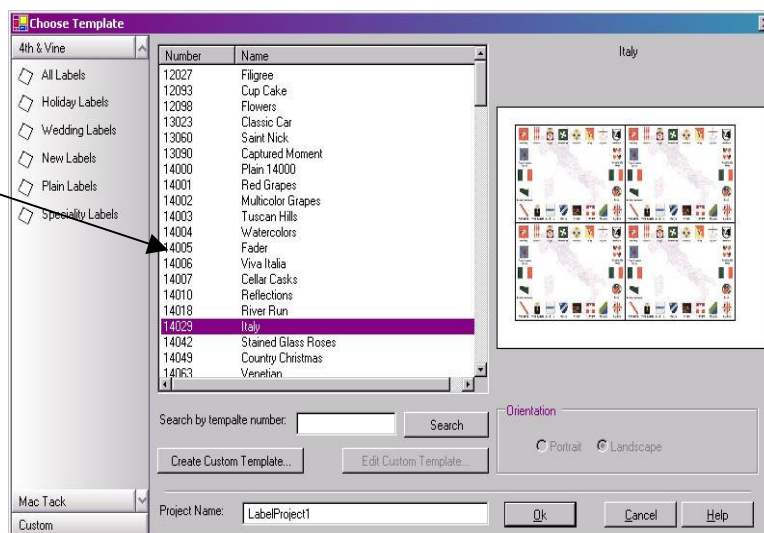 Choose Template
4th & Vine
All Labels
Holiday Labels
Wedding Labels
New Labels
Plain Labels
Speciality Labels
Mac Tack
Custom
Number Name
12027 Filigree
12093 Cup Cake
12098 Flowers
13023 Classic Car
13060 Saint Nick
13090 Captured Moment
14000 Plain 14000
14001 Red Grapes
14002 Multicolor Grapes
14003 Tuscan Hills
14004 Watercolors
14005 Fader
14006 Viva Italia
14007 Cellar Casks
14010 Reflections
14018 River Run
14029 Italy
14042 Stained Glass Roses
14049 Country Christmas
14063 Venetian
Search by tempalte number:
Search
Create Custom Template...
Edit Custom Template...
Italy
Orientation
Portrait Landscape
Project Name: LabelProject1
Ok Cancel Help